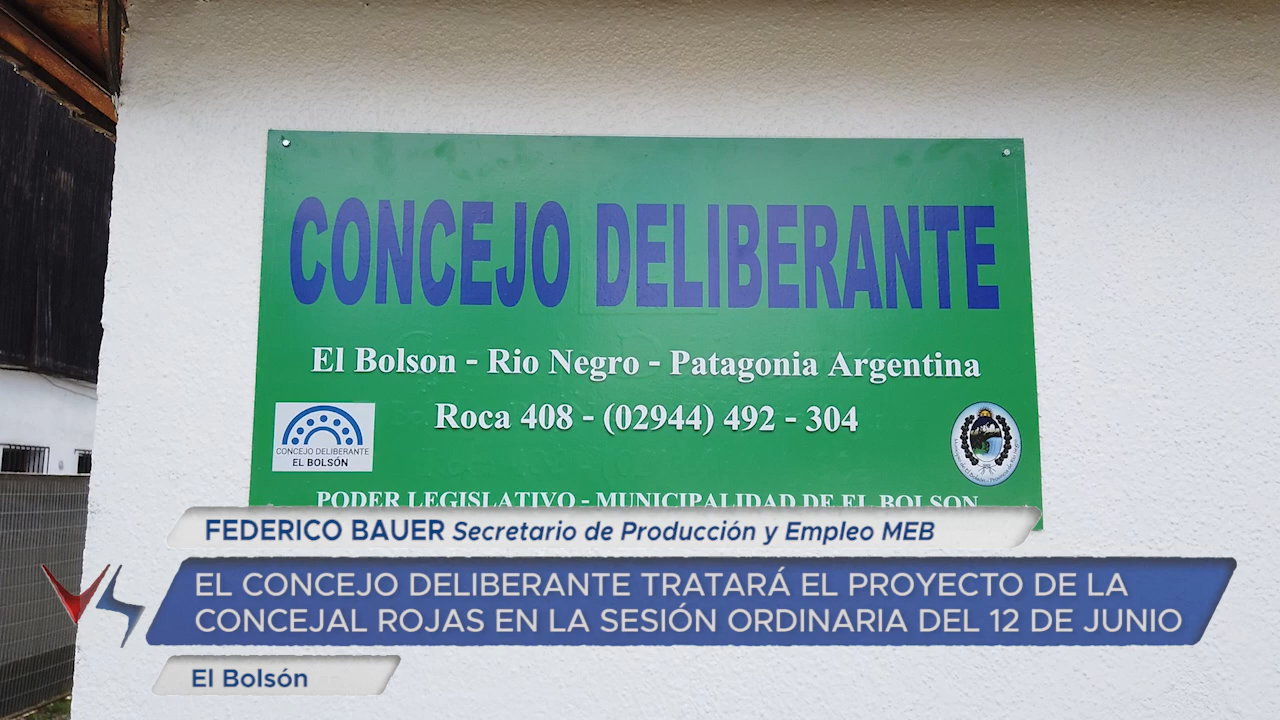 CONCEJO DELIBERANTE
El Bolson - Rio Negro - Patagonia Argentina
Roca 408 - (02944) 492 - 304
CONCEJO DELIBERANTE
EL BOLSÓN
PODER LEGISLATIVO - MUNICIPALIDAD DE EL BOLSON
FEDERICO BAUER Secretario de Producción y Empleo MEB
EL CONCEJO DELIBERANTE TRATARÁ EL PROYECTO DE LA
CONCEJAL ROJAS EN LA SESIÓN ORDINARIA DEL 12 DE JUNIO
El Bolsón